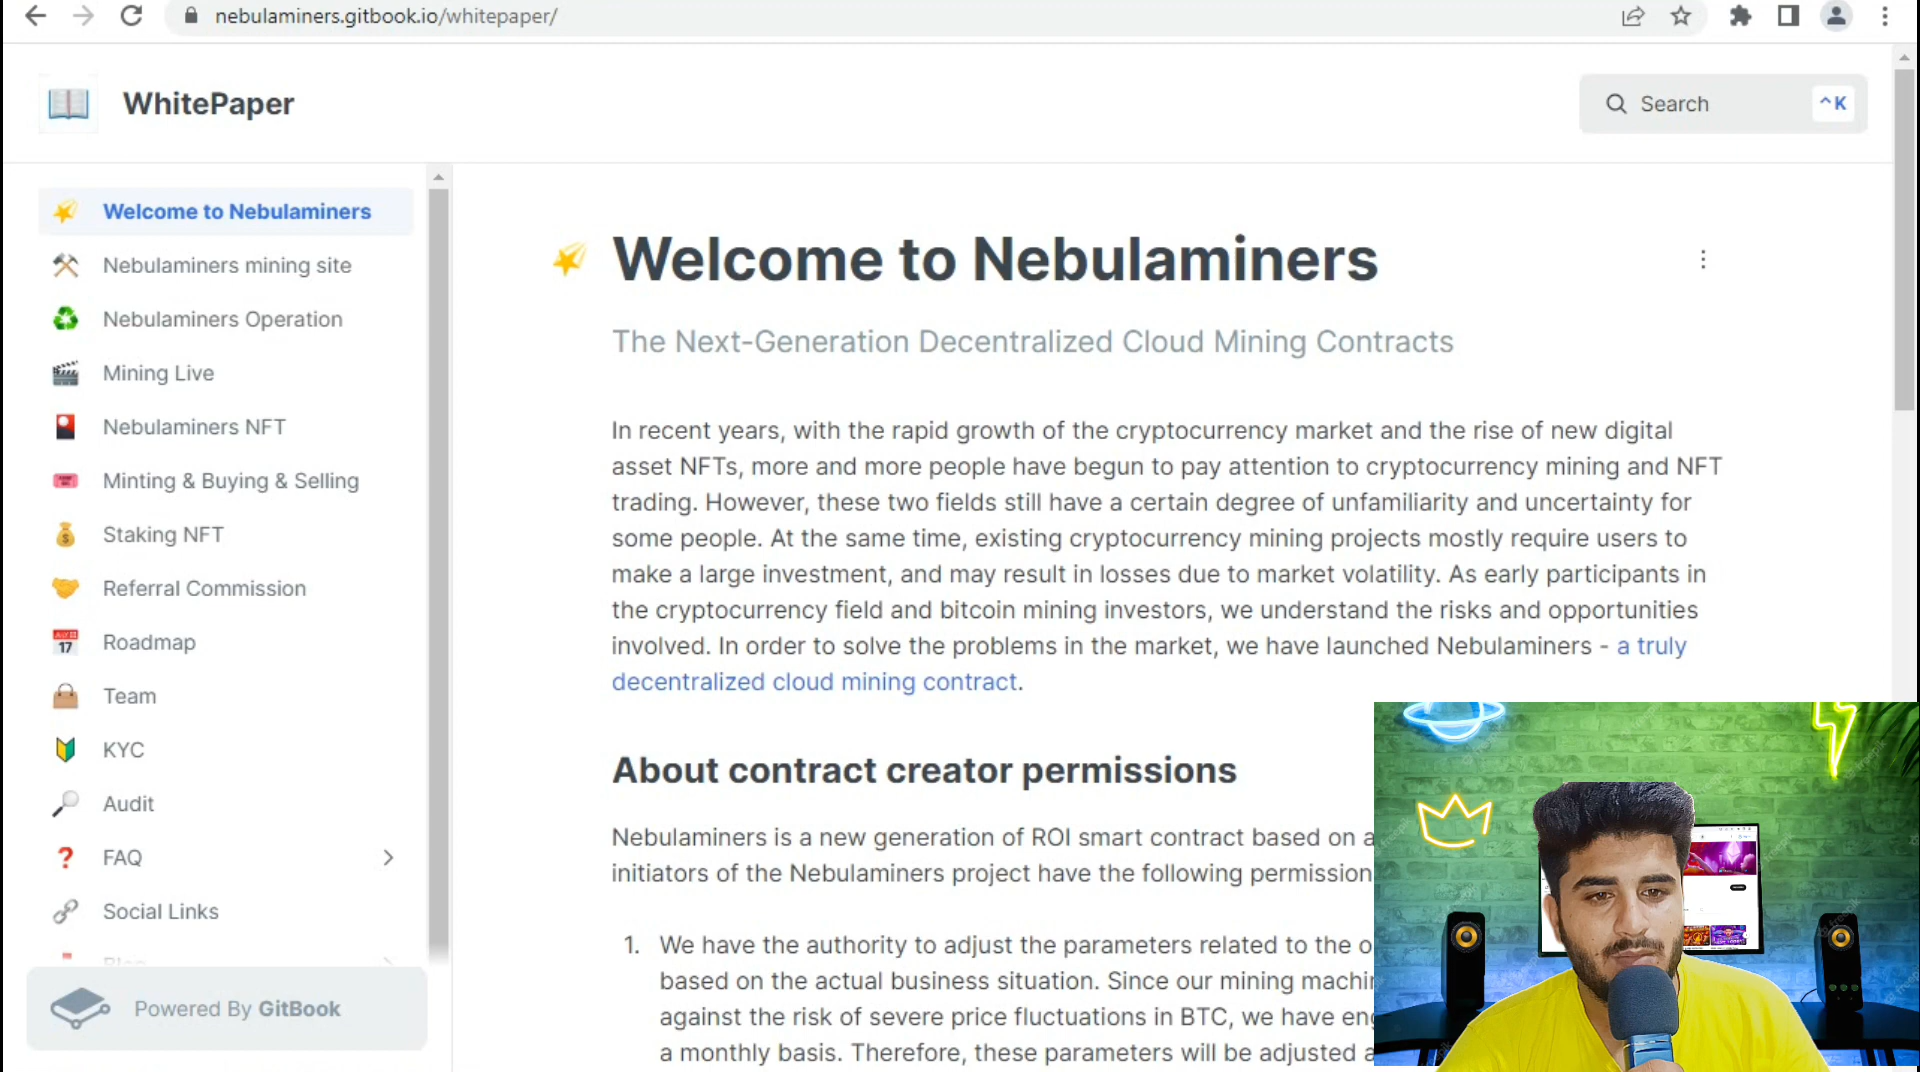 nebulaminers.gitbook.io/whitepaper/
WhitePaper
Search
^K
Welcome to Nebulaminers
Nebulaminers mining site
Nebulaminers Operation
Mining Live
Nebulaminers NFT
Minting & Buying & Selling
Staking NFT
Referral Commission
17
Roadmap
Team
KYC
Audit
FAQ
Social Links
Powered By GitBook
Welcome to Nebulaminers
The Next-Generation Decentralized Cloud Mining Contracts
In recent years, with the rapid growth of the cryptocurrency market and the rise of new digital
asset NFTs, more and more people have begun to pay attention to cryptocurrency mining and NFT
trading. However, these two fields still have a certain degree of unfamiliarity and uncertainty for
some people. At the same time, existing cryptocurrency mining projects mostly require users to
make a large investment, and may result in losses due to market volatility. As early participants in
the cryptocurrency field and bitcoin mining investors, we understand the risks and opportunities
involved. In order to solve the problems in the market, we have launched Nebulaminers - a truly
decentralized cloud mining contract.
About contract creator permissions
Nebulaminers is a new generation of ROI smart contract based on a
initiators of the Nebulaminers project have the following permission
1. We have the authority to adjust the parameters related to the o
based on the actual business situation. Since our mining machi
against the risk of severe price fluctuations in BTC, we have en
a monthly basis. Therefore, these parameters will be adjusted a